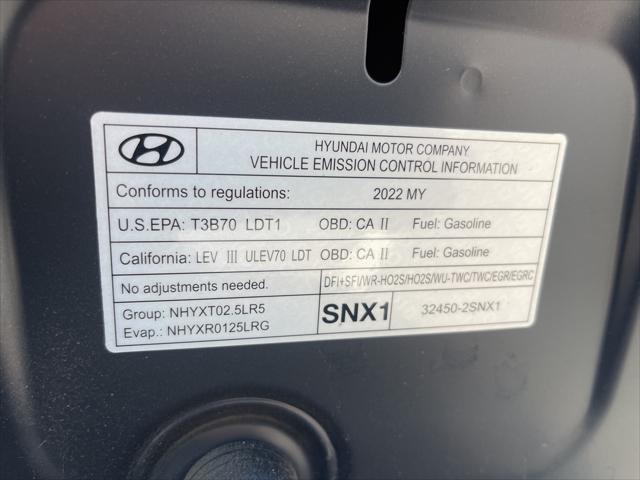 HYUNDAI MOTOR COMPANY
VEHICLE EMISSION CONTROL INFORMATION
Conforms to regulations: 2022 MY
U.S.EPA: T3B70 LDT1 OBD: CA II Fuel: Gasoline
California: LEV III ULEV70 LDT OBD: CA II Fuel: Gasoline
No adjustments needed. DFI+SFI/WR-HO2S/HO2S/WU-TWC/TWC/EGR/EGRC
Group: NHYXT02.5LR5
Evap.: NHYXR0125LRG
SNX1 32450-2SNX1